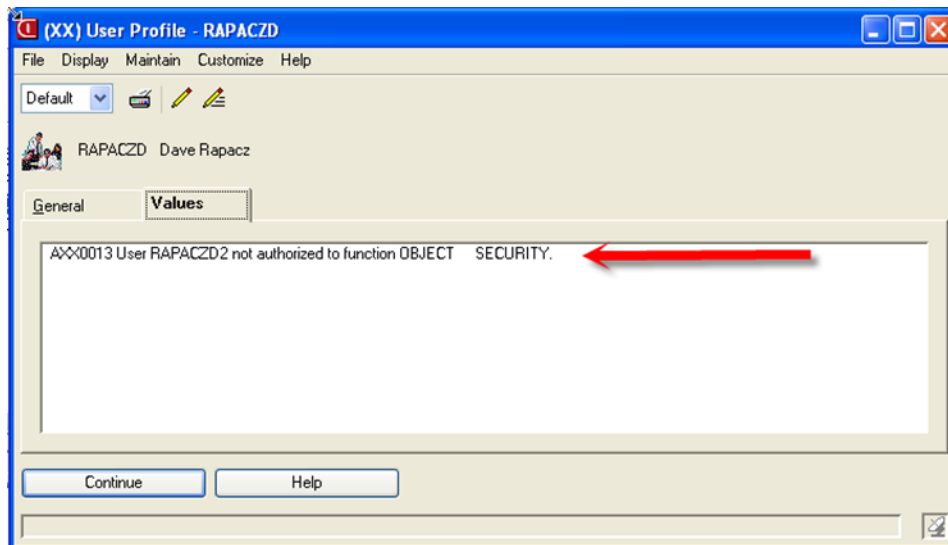 (XX) User Profile - RAPACZD
File Display Maintain Customize Help
Default
RAPACZD Dave Rapacz
General Values
AXX0013 User RAPACZD2 not authorized to function OBJECT SECURITY.
Continue Help